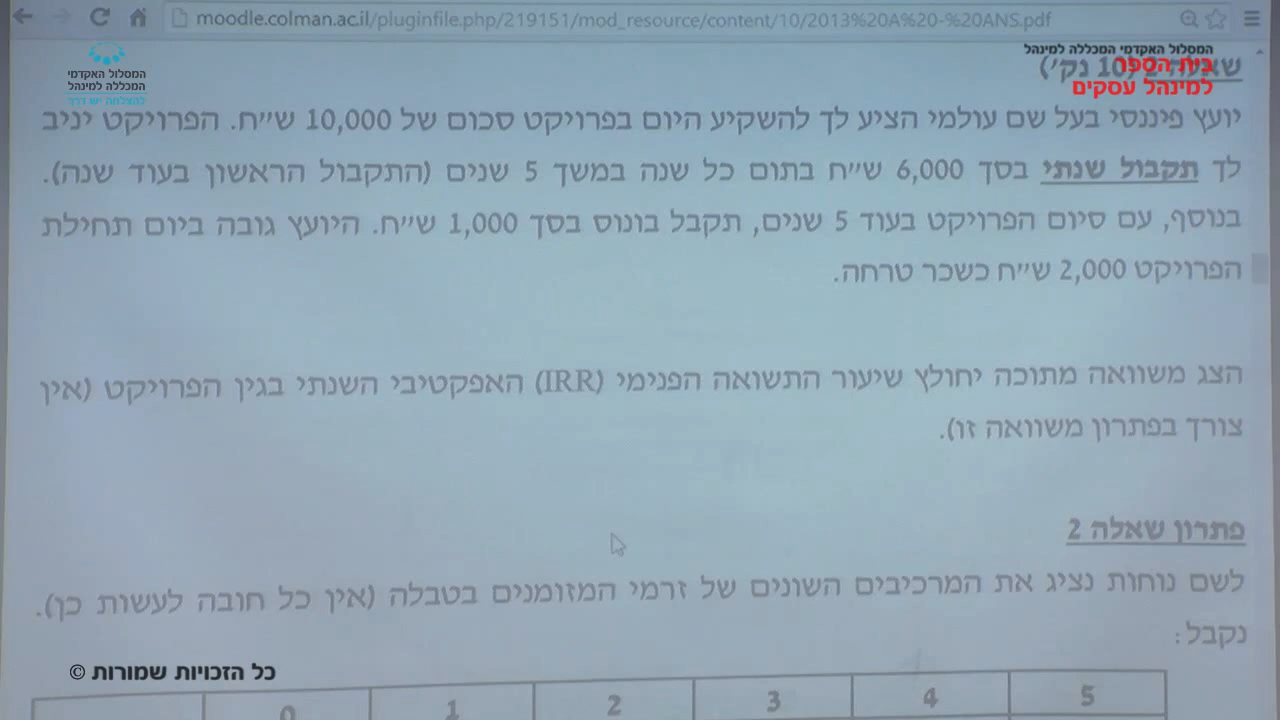 moodle.colman.ac.il/pluginfile.php/219151/mod_resource/content/10/2013%20A%20-%20ANS.pdf
המסלול האקדמי המכללה למינהל
בית הספר
למינהל עסקים
המסלול האקדמי
המכללה למינהל
להצלחה יש דרך
שאלה 2 (10 נק')
יועץ פיננסי בעל שם עולמי הציע לך להשקיע היום בפרויקט סכום של 10,000 ש״ח. הפרויקט יניב
לך תקבול שנתי בסך 6,000 ש״ח בתום כל שנה במשך 5 שנים (התקבול הראשון בעוד שנה).
בנוסף, עם סיום הפרויקט בעוד 5 שנים, תקבל בונוס בסך 1,000 ש״ח. היועץ גובה ביום תחילת
הפרויקט 2,000 ש״ח כשכר טרחה.
הצג משוואה מתוכה יחולץ שיעור התשואה הפנימי (IRR) האפקטיבי השנתי בגין הפרויקט (אין
צורך בפתרון משוואה זו).
פתרון שאלה 2
לשם נוחות נציג את המרכיבים השונים של זרמי המזומנים בטבלה (אין כל חובה לעשות כן).
נקבל:
0 1 2 3 4 5
כל הזכויות שמורות ©